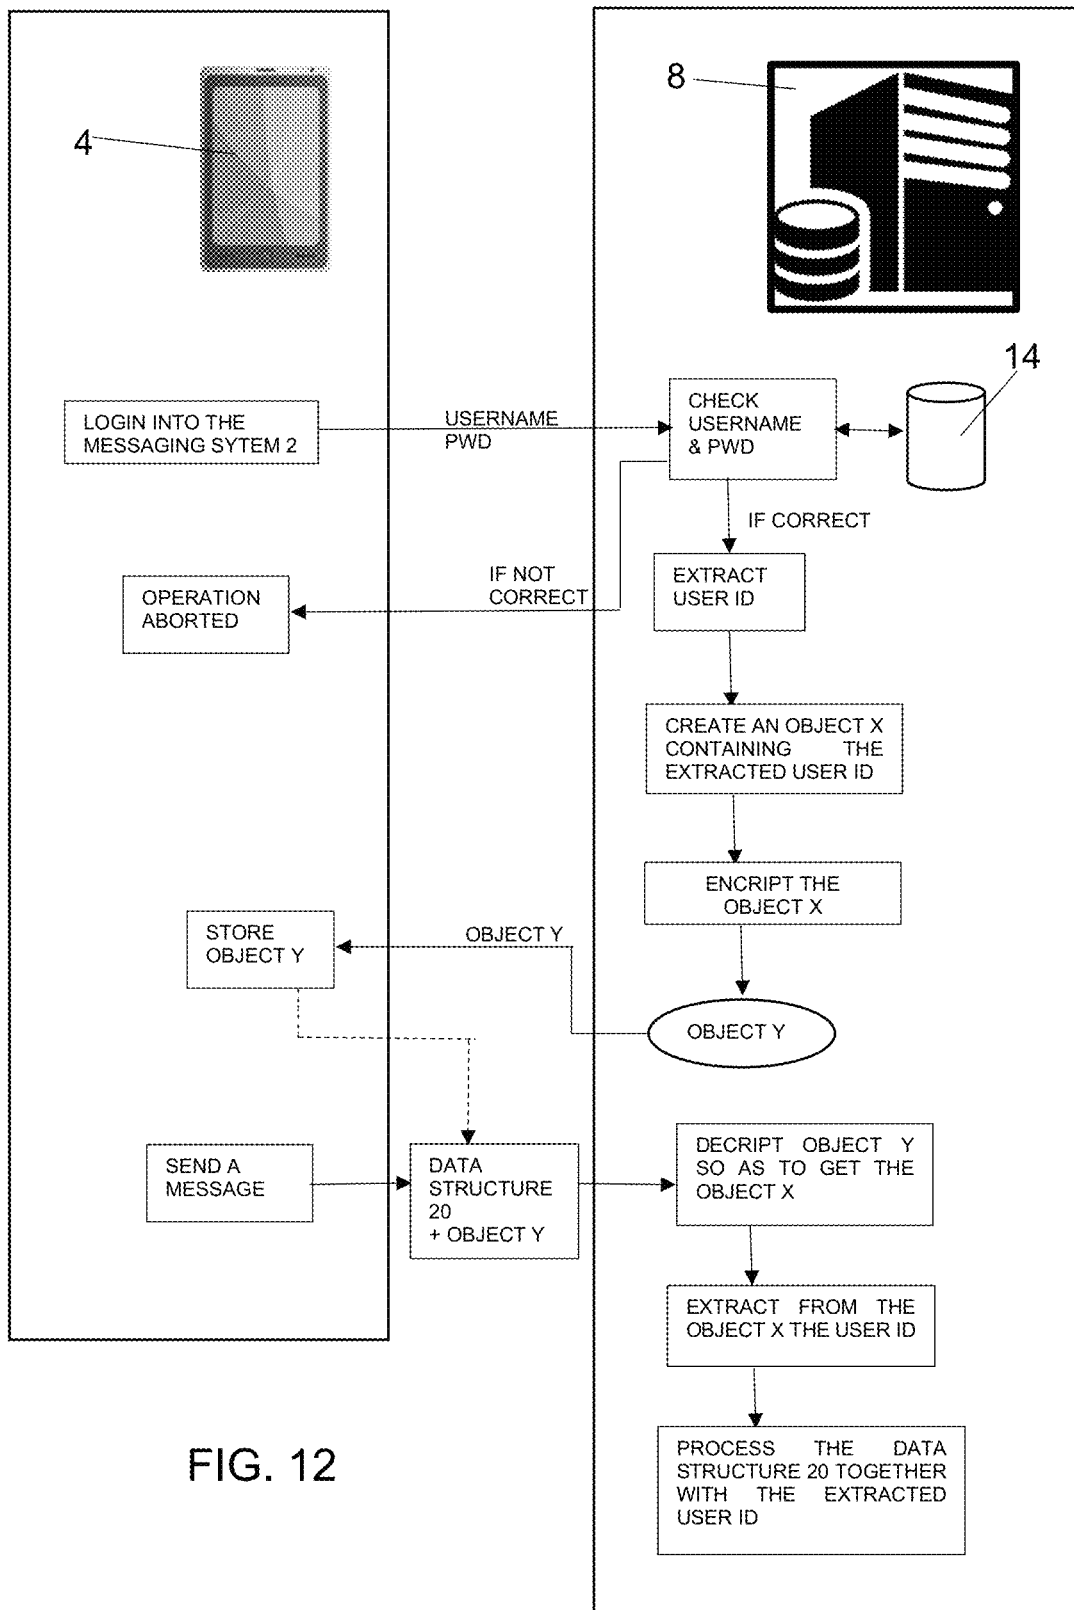 4
8
14
LOGIN INTO THE
MESSAGING SYTEM 2
USERNAME
PWD
CHECK
USERNAME
& PWD
IF CORRECT
IF NOT
CORRECT
OPERATION
ABORTED
EXTRACT
USER ID
CREATE AN OBJECT X
CONTAINING THE
EXTRACTED USER ID
ENCRIPT THE
OBJECT X
STORE
OBJECT Y
OBJECT Y
OBJECT Y
SEND A
MESSAGE
DATA
STRUCTURE
20
+ OBJECT Y
DECRIPT OBJECT Y
SO AS TO GET THE
OBJECT X
EXTRACT FROM THE
OBJECT X THE USER ID
PROCESS THE DATA
STRUCTURE 20 TOGETHER
WITH THE EXTRACTED
USER ID
FIG. 12